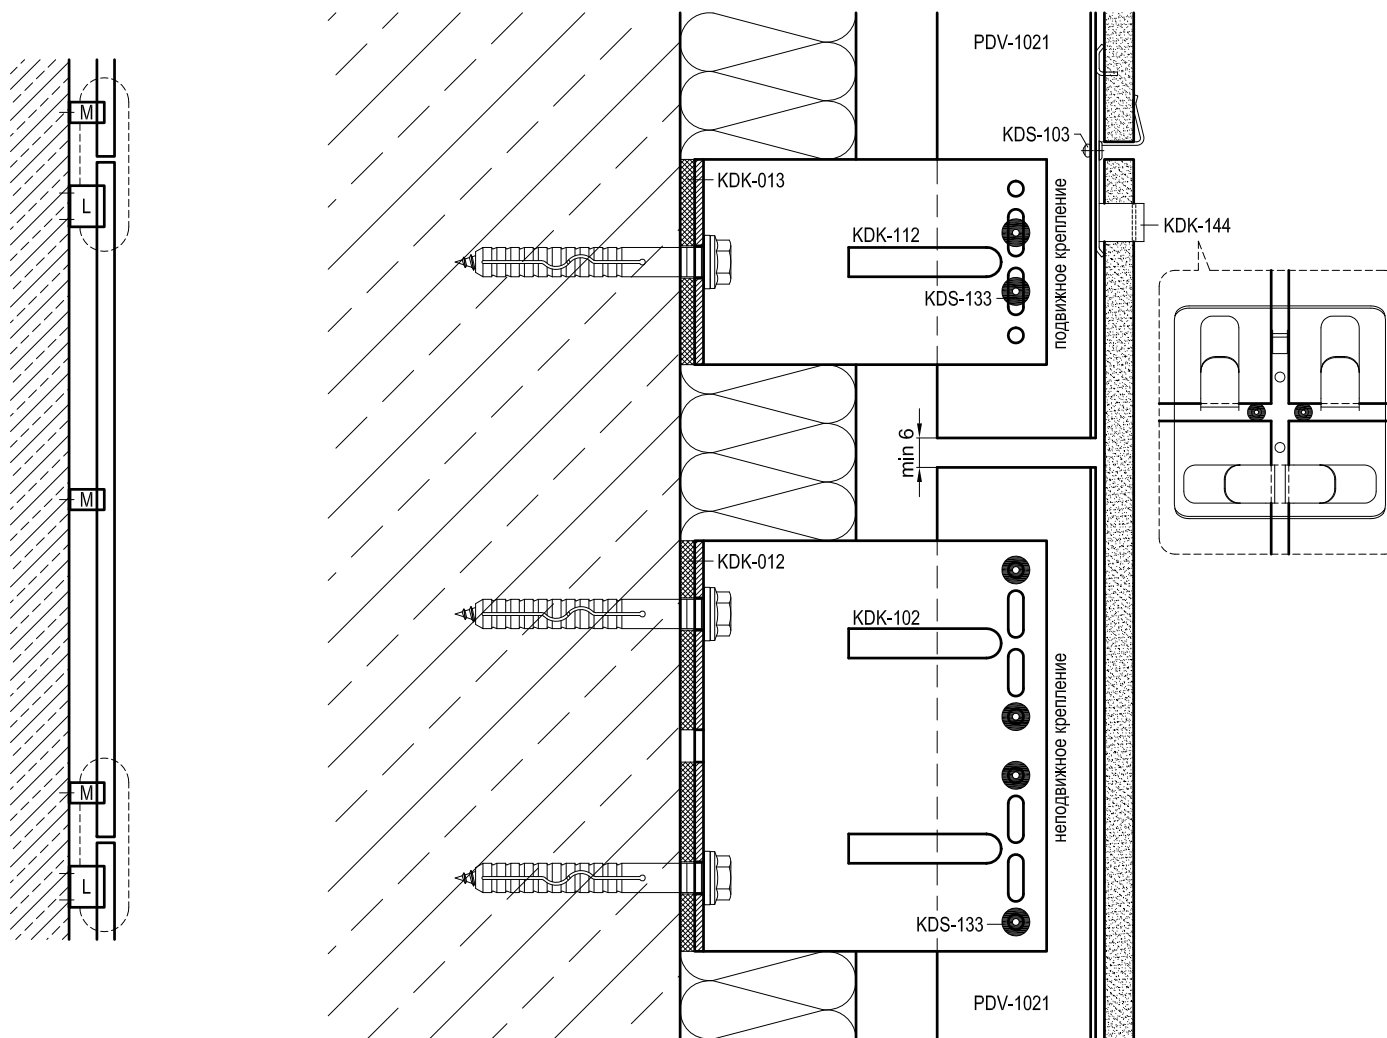 M
L
M
M
L
PDV-1021
KDS-103
KDK-013
KDK-112
KDS-133
подвижное крепление
KDK-144
min 6
KDK-012
KDK-102
неподвижное крепление
KDS-133
PDV-1021